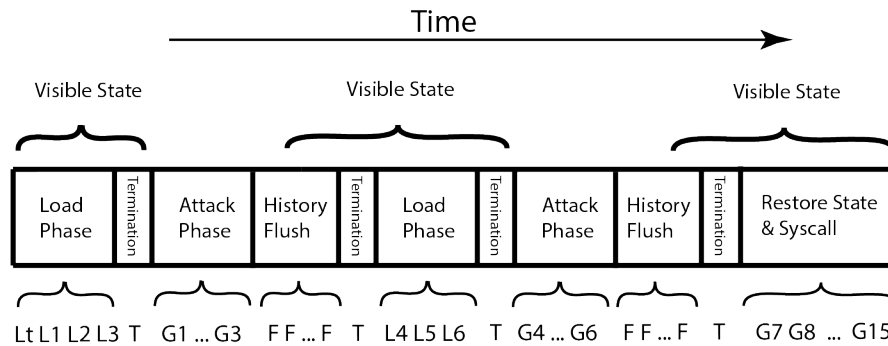 Time
Visible State
Visible State
Visible State
Load
Phase
Termination
Attack
Phase
History
Flush
Termination
Load
Phase
Termination
Attack
Phase
History
Flush
Termination
Restore State
& Syscall
Lt L1 L2 L3 T G1 ... G3 F F ... F T L4 L5 L6 T G4 ... G6 F F ... F T G7 G8 ... G15